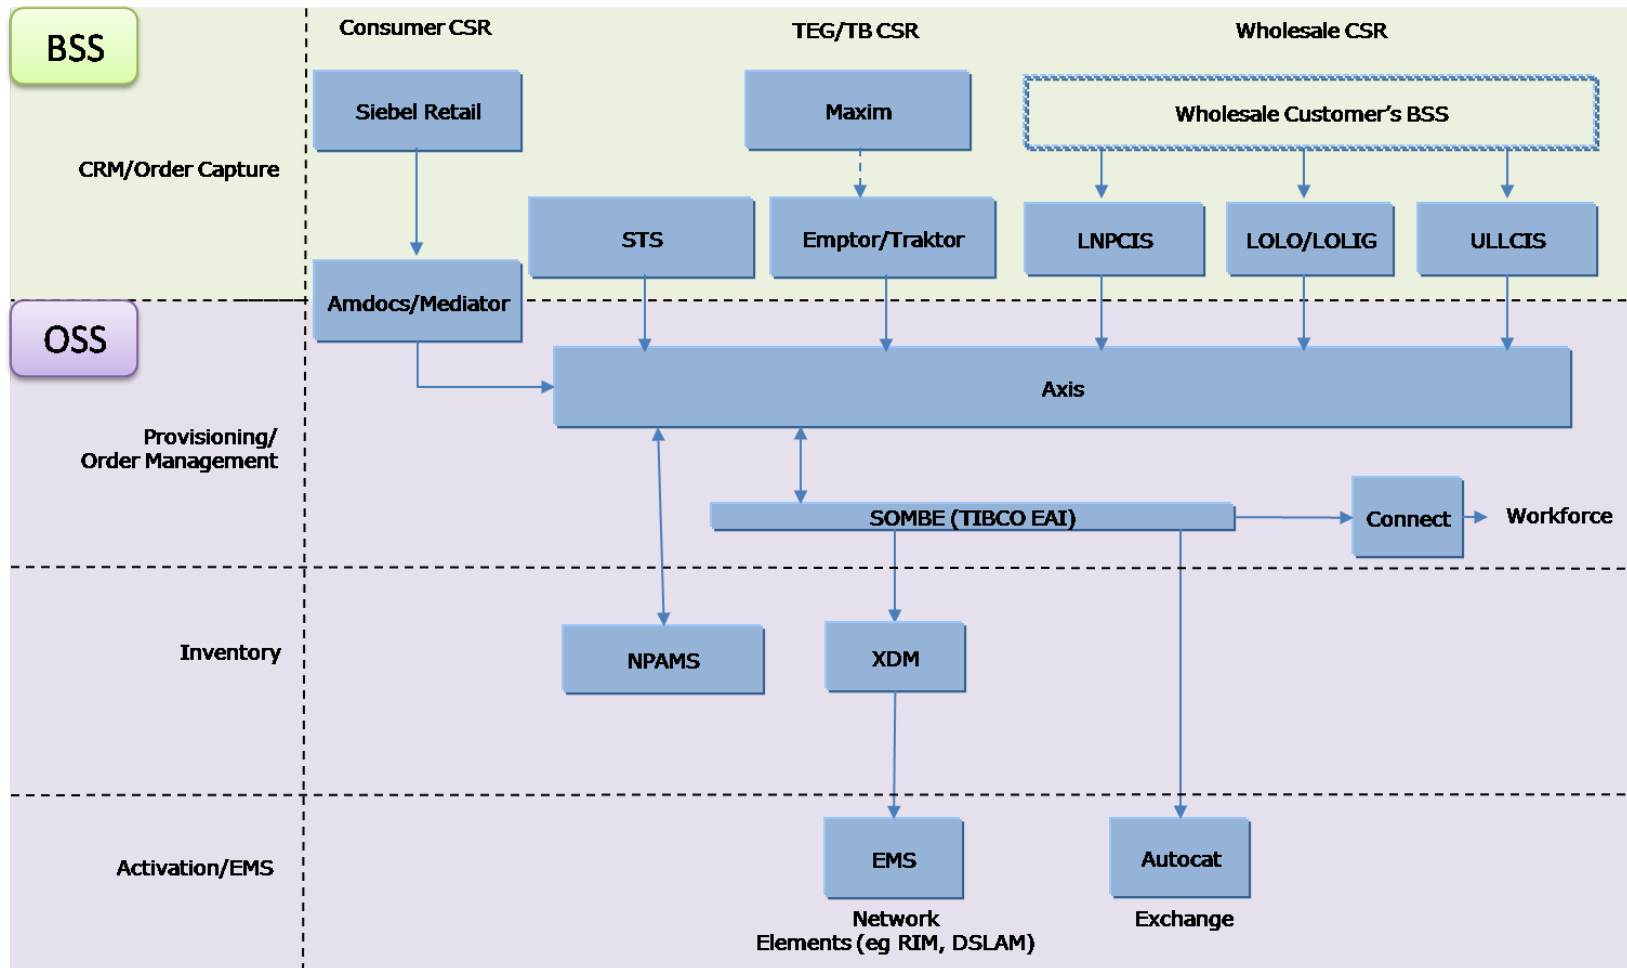 BSS
Consumer CSR
TEG/TB CSR
Wholesale CSR
Siebel Retail
Maxim
Wholesale Customer's BSS
CRM/Order Capture
STS
Emptor/Traktor
LNPCIS
LOLO/LOLIG
ULLCIS
Amdocs/Mediator
OSS
Axis
Provisioning/
Order Management
SOMBE (TIBCO EAI)
Connect
Workforce
Inventory
NPAMS
XDM
Activation/EMS
EMS
Autocat
Network
Elements (eg RIM, DSLAM)
Exchange